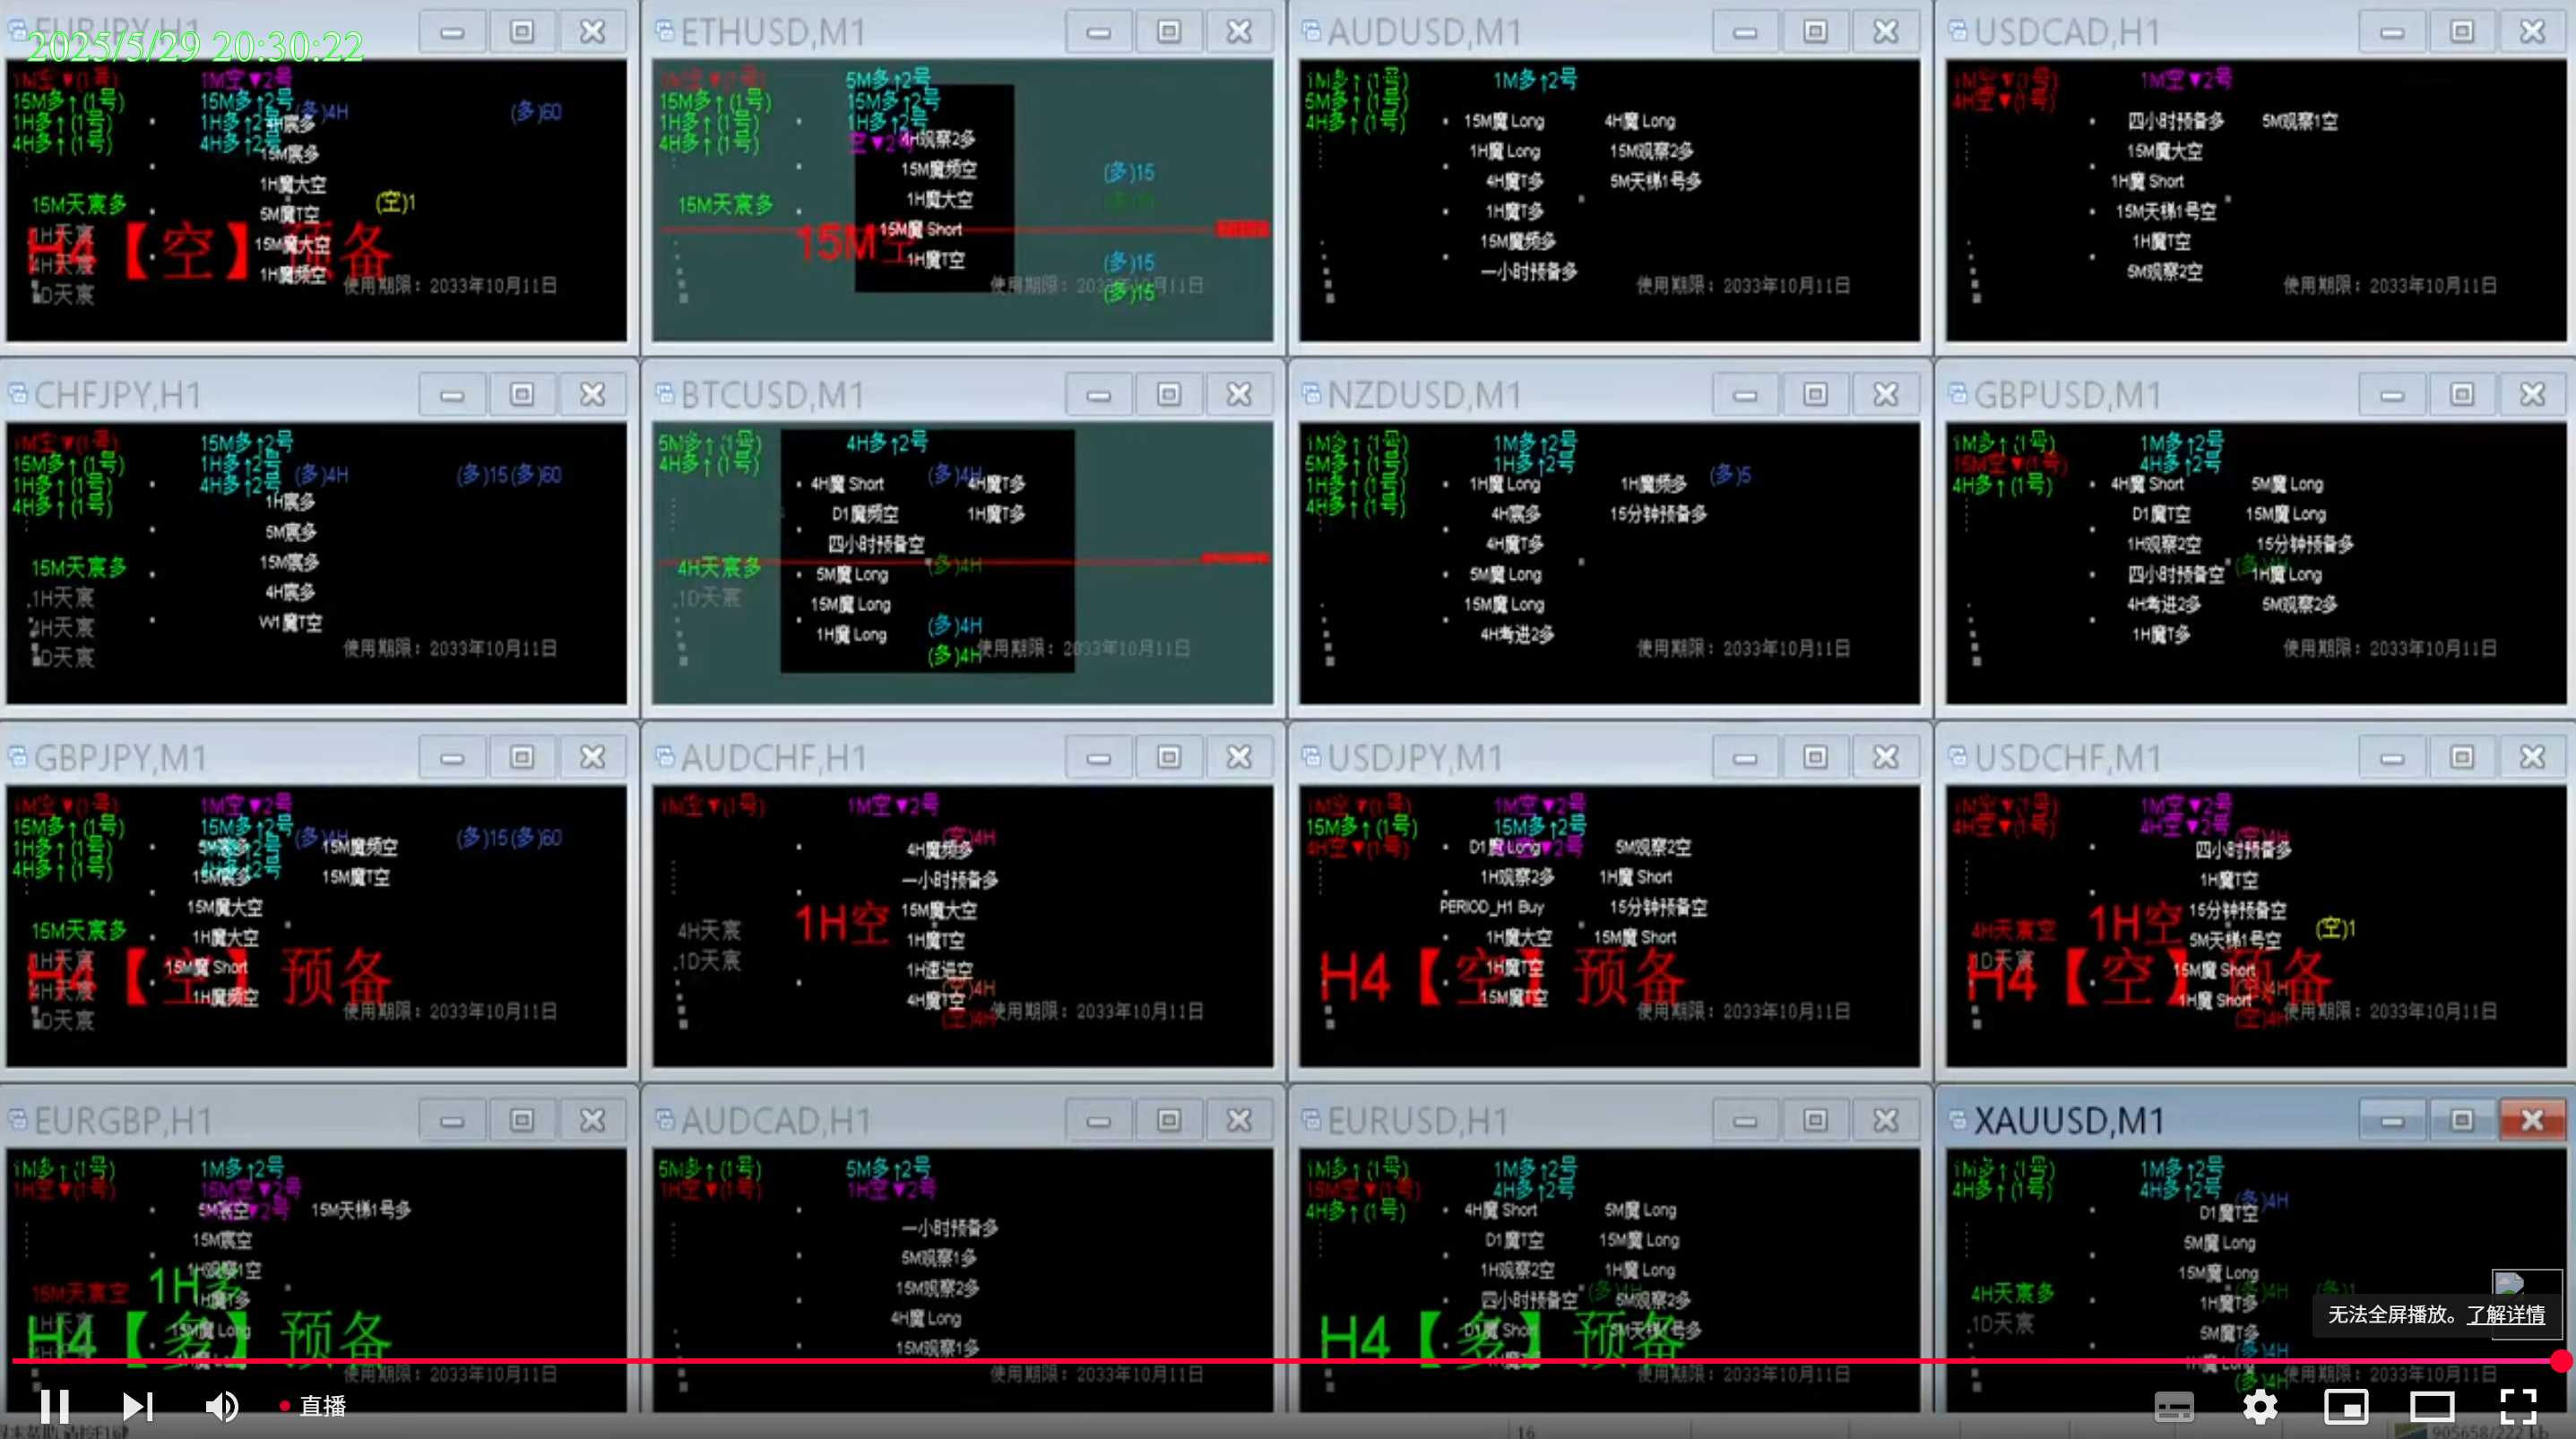 EURJPY,H1
2025/5/29 20:30:22
1M空▼(1号) 1M空▼2号
15M多↑(1号) 15M多↑2号
1H多↑(1号) 1H多↑2号 (多)4H (多)60
4H多↑(1号) 4H多↑2号
4H宸多
15M宸多
1H魔大空
15M天宸多 5M魔T空 (空)1
1H天宸 15M魔大空
4H天宸 1H魔频空
H4【空】预备
1D天宸
使用期限：2033年10月11日
ETHUSD,M1
5M多↑2号
15M多↑(1号) 15M多↑2号
1H多↑(1号) 1H多↑2号
4H多↑(1号) 空▼2号
4H观察2多
15M魔频空 (多)15
1H魔大空
15M天宸多
15M魔 Short
15M空
1H魔T空 (多)15
(多)15
使用期限：2033年10月11日
AUDUSD,M1
1M多↑(1号) 1M多↑2号
5M多↑(1号)
4H多↑(1号)
15M魔 Long 4H魔 Long
1H魔 Long 15M观察2多
4H魔T多 5M天梯1号多
1H魔T多
15M魔频多
一小时预备多
使用期限：2033年10月11日
USDCAD,H1
1M空▼(1号) 1M空▼2号
4H空▼(1号)
四小时预备多 5M观察1空
15M魔大空
1H魔 Short
15M天梯1号空
1H魔T空
5M观察2空
使用期限：2033年10月11日
CHFJPY,H1
1M空▼(1号) 15M多↑2号
15M多↑(1号) 1H多↑2号 (多)4H (多)15(多)60
1H多↑(1号) 4H多↑2号
4H多↑(1号)
1H宸多
5M宸多
15M宸多
15M天宸多 4H宸多
1H天宸 W1魔T空
4H天宸
1D天宸
使用期限：2033年10月11日
BTCUSD,M1
5M多↑(1号) 4H多↑2号
4H多↑(1号)
4H魔 Short (多)4H 4H魔T多
D1魔频空 1H魔T多
四小时预备空
4H天宸多 5M魔 Long (多)4H
1D天宸 15M魔 Long
1H魔 Long (多)4H
(多)4H
使用期限：2033年10月11日
NZDUSD,M1
1M多↑(1号) 1M多↑2号
5M多↑(1号) 1H多↑2号
1H多↑(1号)
4H多↑(1号)
1H魔 Long 1H魔频多 (多)5
4H宸多 15分钟预备多
4H魔T多
5M魔 Long
15M魔 Long
4H考进2多
使用期限：2033年10月11日
GBPUSD,M1
1M多↑(1号) 1M多↑2号
15M空▼(1号) 4H多↑2号
4H多↑(1号)
4H魔 Short 5M魔 Long
D1魔T空 15M魔 Long
1H观察2空 15分钟预备多
四小时预备空 1H魔 Long
4H考进2多 5M观察2多
1H魔T多
使用期限：2033年10月11日
GBPJPY,M1
1M空▼(1号) 1M空▼2号
15M多↑(1号) 15M多↑2号 (多)4H (多)15(多)60
1H多↑(1号)
4H多↑(1号)
5M宸多 15M魔频空
15M宸多 15M魔T空
15M魔大空
15M天宸多 1H魔大空
1H天宸 15M魔 Short
4H天宸 1H魔频空
H4【空】预备
1D天宸
使用期限：2033年10月11日
AUDCHF,H1
1M空▼(1号) 1M空▼2号
(空)4H
4H魔频多
一小时预备多
1H空 15M魔大空
4H天宸 1H魔T空
1D天宸 1H速进空
(空)4H
4H魔T空
(空)4H
使用期限：2033年10月11日
USDJPY,M1
1M空▼(1号) 1M空▼2号
15M多↑(1号) 15M多↑2号
4H空▼(1号)
D1魔 Long 5M观察2空
1H观察2多 1H魔 Short
PERIOD_H1 Buy 15分钟预备空
1H魔大空 15M魔 Short
1H魔T空
15M魔T空
H4【空】预备
使用期限：2033年10月11日
USDCHF,M1
1M空▼(1号) 1M空▼2号
4H空▼(1号) 4H空▼2号 (空)4H
四小时预备多
1H魔T空
1H空 15分钟预备空
4H天宸空 5M天梯1号空 (空)1
1D天宸 15M魔 Short
1H魔 Short
H4【空】预备
(空)4H
使用期限：2033年10月11日
EURGBP,H1
1M多↑(1号) 1M多↑2号
1H空▼(1号) 15M空▼2号
5M宸空 15M天梯1号多
15M宸空
1H观察1空
1H多
15M天宸空 1H魔T多
15M魔 Long
H4【多】预备
使用期限：2033年10月11日
AUDCAD,H1
5M多↑(1号) 5M多↑2号
1H空▼(1号) 1H空▼2号
一小时预备多
5M观察1多
15M观察2多
4H魔 Long
15M观察1多
使用期限：2033年10月11日
EURUSD,H1
1M多↑(1号) 1M多↑2号
15M空▼(1号) 4H多↑2号
4H多↑(1号)
4H魔 Short 5M魔 Long
D1魔T空 15M魔 Long
1H观察2空 1H魔 Long
四小时预备空 5M观察2多
D1魔 Short 5M天梯1号多
H4【多】预备
使用期限：2033年10月11日
XAUUSD,M1
1M多↑(1号) 1M多↑2号
4H多↑(1号) 4H多↑2号 (多)4H
D1魔T空
5M魔 Long
15M魔 Long
4H天宸多 1H魔T多 (多)4H (多)1
1D天宸 5M魔T多
(多)4H
1H魔 Long
(多)4H
使用期限：2033年10月11日
无法全屏播放。了解详情
直播
16
905658/222 kb